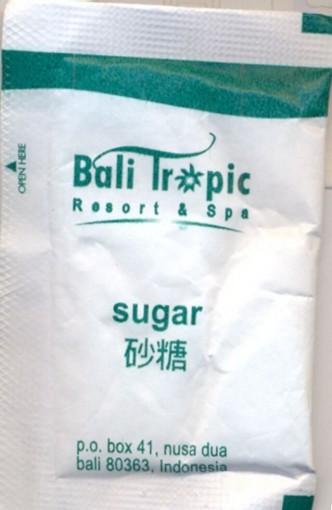 OPEN HERE
Bali Tropic
Resort & Spa
sugar
砂糖
p.o. box 41, nusa dua
bali 80363, Indonesia